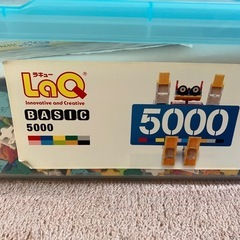 ラキュー
LaQ
Innovative and Creative
BASIC
5000
5000